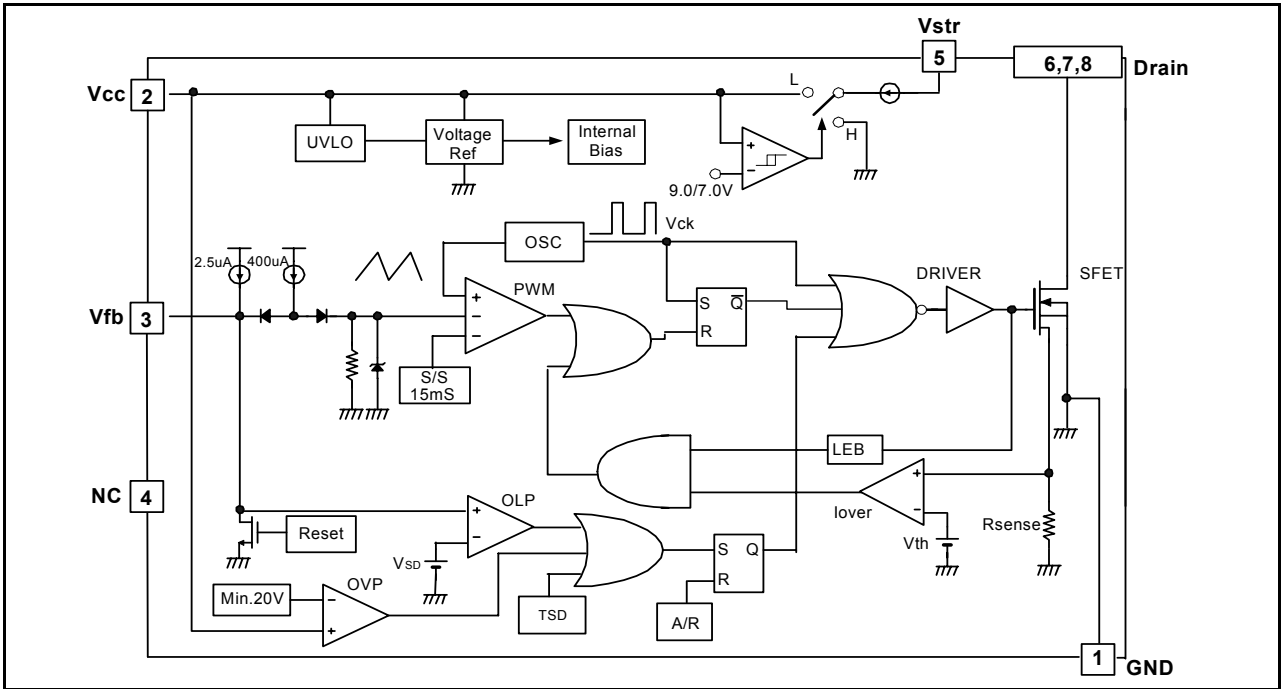 Vstr
5
6,7,8
Drain
Vcc
2
L
H
UVLO
Voltage
Ref
Internal
Bias
+
−
9.0/7.0V
OSC
Vck
2.5uA
400uA
PWM
DRIVER
SFET
Vfb
3
+
−
−
S
Q̅
R
S/S
15mS
LEB
NC
4
+
−
Iover
Rsense
Vth
OLP
+
−
Reset
VSD
S
Q
R
OVP
Min.20V
−
+
TSD
A/R
1
GND